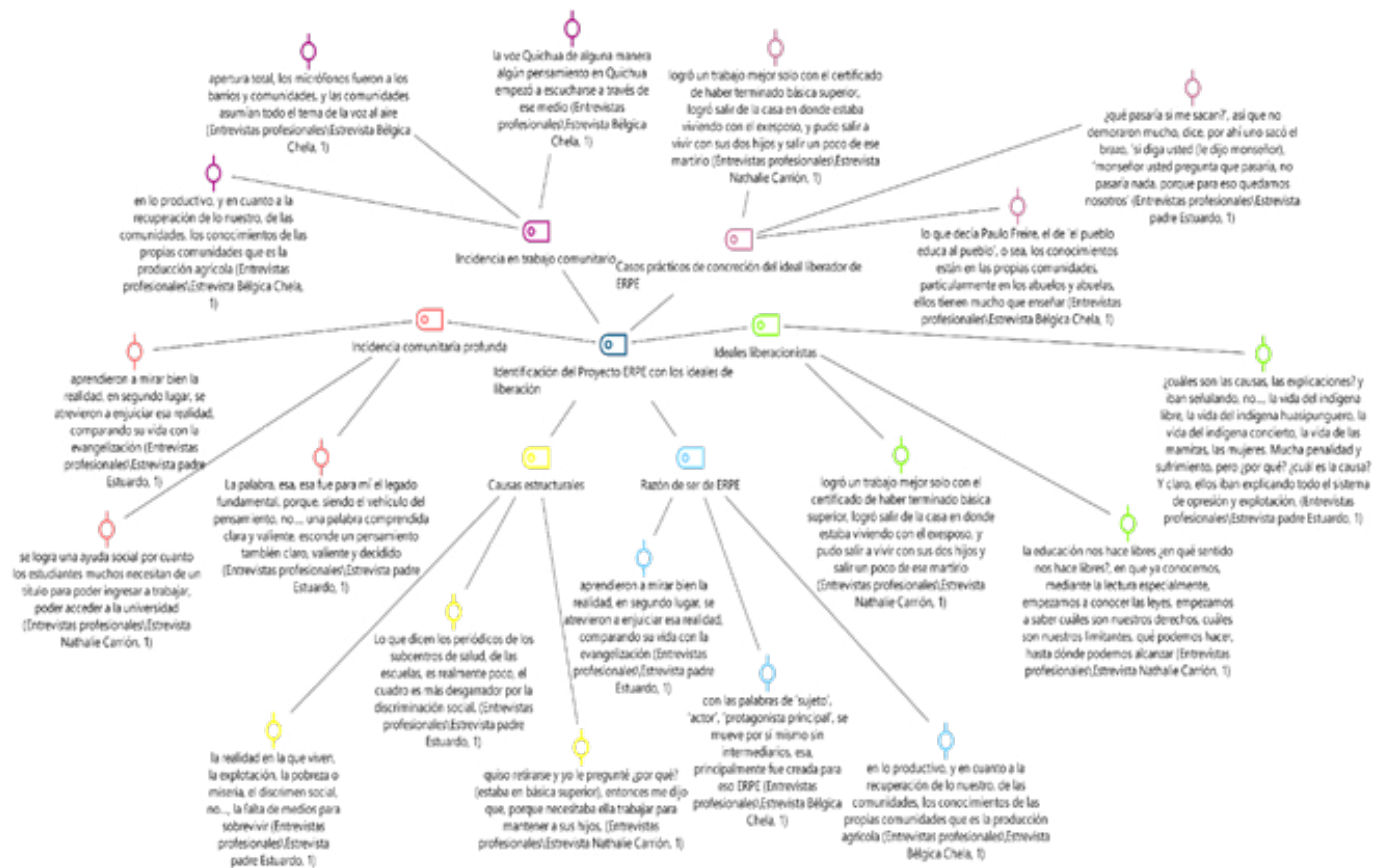 apertura total, los micrófonos fueron a los
barrios y comunidades, y las comunidades
asumían todo el tema de la voz al aire
(Entrevistas profesionales\Estrevista Bélgica
Chela, 1)
la voz Quichua de alguna manera
algún pensamiento en Quichua
empezó a escucharse a través de
ese medio (Entrevistas
profesionales\Estrevista Bélgica
Chela, 1)
logró un trabajo mejor solo con el certificado
de haber terminado básica superior,
logró salir de la casa en donde estaba
viviendo con el exesposo, y pudo salir a
vivir con sus dos hijos y salir un poco de ese
martirio (Entrevistas profesionales\Estrevista
Nathalie Carrión, 1)
¿qué pasaría si me sacan?', así que no
demoraron mucho, dice, por ahí uno sacó el
brazo, 'si diga usted (le dijo monseñor),
'monseñor usted pregunta que pasaría, no
pasaría nada, porque para eso quedamos
nosotros' (Entrevistas profesionales\Estrevista
padre Estuardo, 1)
en lo productivo, y en cuanto a la
recuperación de lo nuestro, de las
comunidades, los conocimientos de las
propias comunidades que es la
producción agrícola (Entrevistas
profesionales\Estrevista Bélgica Chela,
1)
lo que decía Paulo Freire, el de 'el pueblo
educa al pueblo', o sea, los conocimientos
están en las propias comunidades,
particularmente en los abuelos y abuelas,
ellos tienen mucho que enseñar (Entrevistas
profesionales\Estrevista Bélgica Chela, 1)
Incidencia en trabajo comunitario
Casos prácticos de concreción del ideal liberador de
ERPE
Incidencia comunitaria profunda
Ideales liberacionistas
Identificación del Proyecto ERPE con los ideales de
liberación
aprendieron a mirar bien la
realidad, en segundo lugar, se
atrevieron a enjuiciar esa realidad,
comparando su vida con la
evangelización (Entrevistas
profesionales\Estrevista padre
Estuardo, 1)
¿cuáles son las causas, las explicaciones? y
iban señalando, no..., la vida del indígena
libre, la vida del indígena huasipunguero, la
vida del indígena concierto, la vida de las
mamitas, las mujeres. Mucha penalidad y
sufrimiento, pero ¿por qué? ¿cuál es la causa?
Y claro, ellos iban explicando todo el sistema
de opresión y explotación, (Entrevistas
profesionales\Estrevista padre Estuardo, 1)
Causas estructurales
Razón de ser de ERPE
La palabra, esa, esa fue para mí el legado
fundamental, porque, siendo el vehículo del
pensamiento, no..., una palabra comprendida
clara y valiente, esconde un pensamiento
también claro, valiente y decidido
(Entrevistas profesionales\Estrevista padre
Estuardo, 1)
logró un trabajo mejor solo con el
certificado de haber terminado básica
superior, logró salir de la casa en donde
estaba viviendo con el exesposo, y
pudo salir a vivir con sus dos hijos y
salir un poco de ese martirio
(Entrevistas profesionales\Estrevista
Nathalie Carrión, 1)
se logra una ayuda social por cuanto
los estudiantes muchos necesitan de un
título para poder ingresar a trabajar,
poder acceder a la universidad
(Entrevistas profesionales\Estrevista
Nathalie Carrión, 1)
la educación nos hace libres ¿en qué sentido
nos hace libres?, en que ya conocemos,
mediante la lectura especialmente,
empezamos a conocer las leyes, empezamos
a saber cuáles son nuestros derechos, cuáles
son nuestros limitantes, qué podemos hacer,
hasta dónde podemos alcanzar (Entrevistas
profesionales\Estrevista Nathalie Carrión, 1)
aprendieron a mirar bien la
realidad, en segundo lugar, se
atrevieron a enjuiciar esa realidad,
comparando su vida con la
evangelización (Entrevistas
profesionales\Estrevista padre
Estuardo, 1)
Lo que dicen los periódicos de los
subcentros de salud, de las
escuelas, es realmente poco, el
cuadro es más desgarrador por la
discriminación social. (Entrevistas
profesionales\Estrevista padre
Estuardo, 1)
con las palabras de 'sujeto',
'actor', 'protagonista principal', se
mueve por sí mismo sin
intermediarios, esa,
principalmente fue creada para
eso ERPE (Entrevistas
profesionales\Estrevista Bélgica
Chela, 1)
la realidad en la que viven,
la explotación, la pobreza o
miseria, el discrimen social,
no..., la falta de medios para
sobrevivir (Entrevistas
profesionales\Estrevista
padre Estuardo, 1)
quiso retirarse y yo le pregunté ¿por qué?
(estaba en básica superior), entonces me dijo
que, porque necesitaba ella trabajar para
mantener a sus hijos, (Entrevistas
profesionales\Estrevista Nathalie Carrión, 1)
en lo productivo, y en cuanto a la
recuperación de lo nuestro, de las
comunidades, los conocimientos de las
propias comunidades que es la producción
agrícola (Entrevistas profesionales\Estrevista
Bélgica Chela, 1)